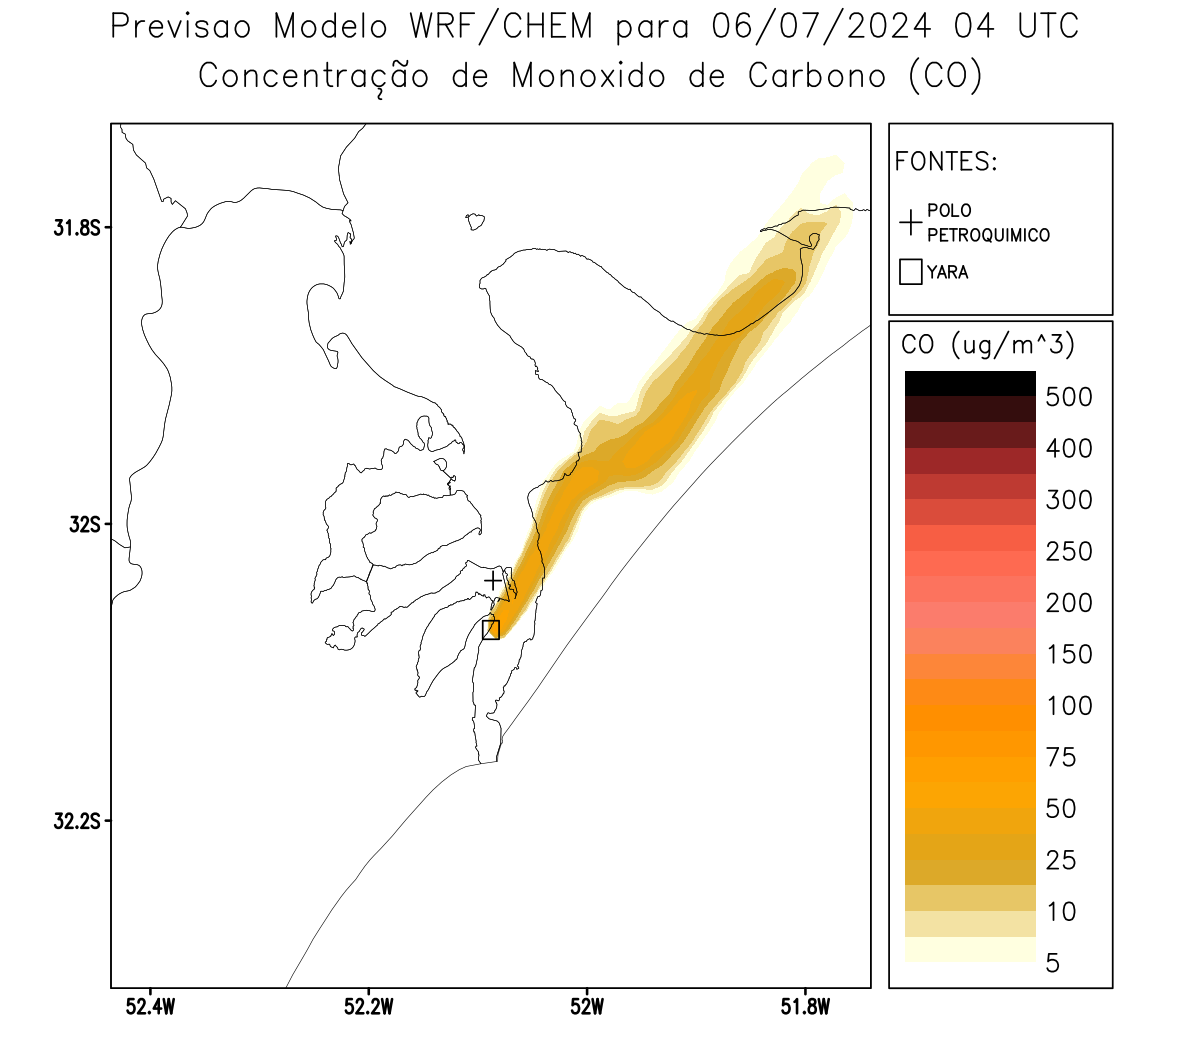 Previsao Modelo WRF/CHEM para 06/07/2024 04 UTC
Concentração de Monoxido de Carbono (CO)
FONTES:
POLO
PETROQUIMICO
YARA
31.8S
32S
32.2S
52.4W
52.2W
52W
51.8W
CO (ug/m^3)
500
400
300
250
200
150
100
75
50
25
10
5